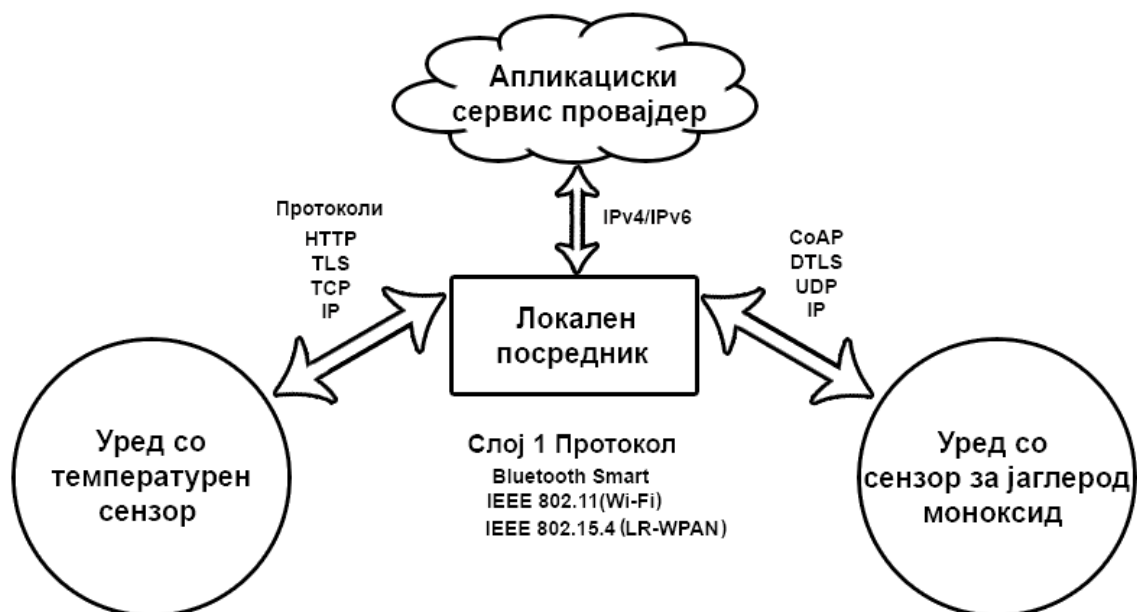 Апликациски
сервис провајдер
IPv4/IPv6
Протоколи
HTTP
TLS
TCP
IP
CoAP
DTLS
UDP
IP
Локален
посредник
Уред со
температурен
сензор
Слој 1 Протокол
Bluetooth Smart
IEEE 802.11(Wi-Fi)
IEEE 802.15.4 (LR-WPAN)
Уред со
сензор за јаглерод
моноксид